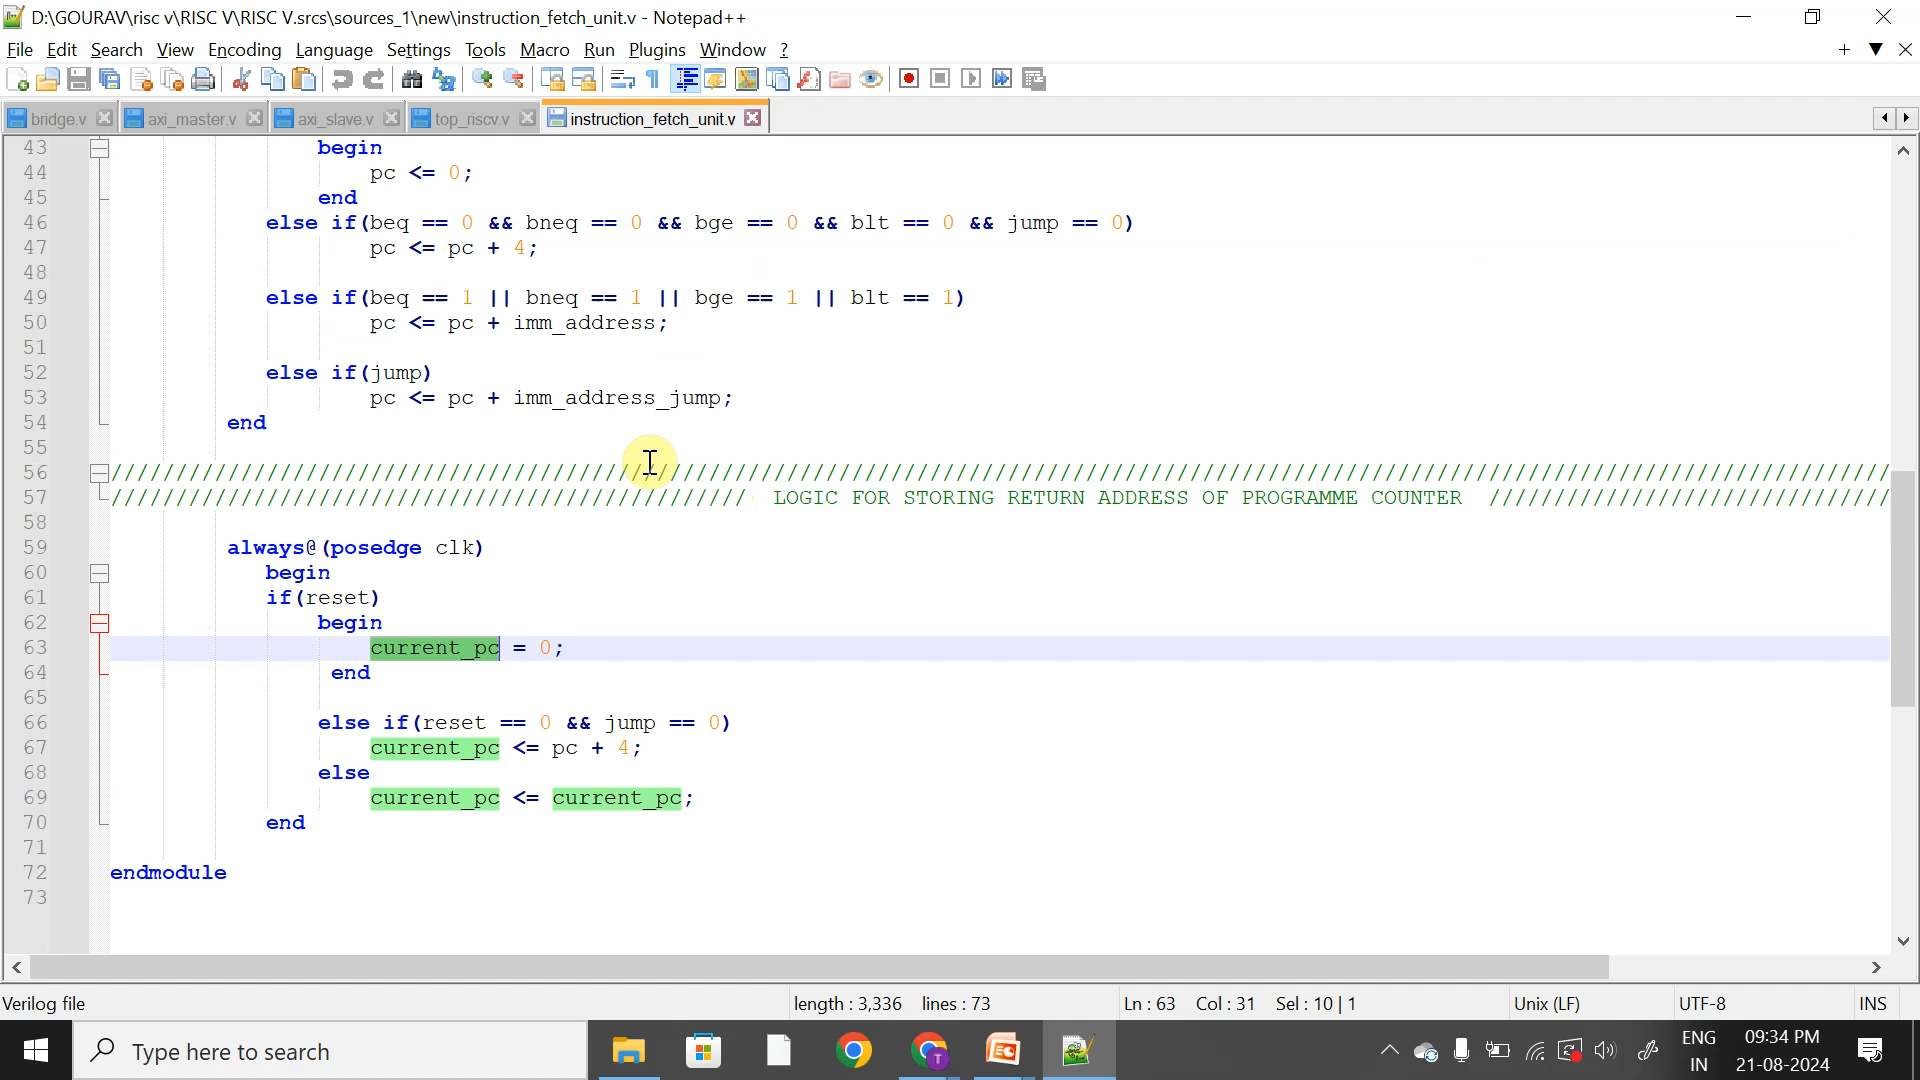 D:\GOURAV\risc v\RISC V\RISC V.srcs\sources_1\new\instruction_fetch_unit.v - Notepad++
File Edit Search View Encoding Language Settings Tools Macro Run Plugins Window ?
bridge.v axi_master.v axi_slave.v top_riscv.v instruction_fetch_unit.v
43 begin
44 pc <= 0;
45 end
46 else if(beq == 0 && bneq == 0 && bge == 0 && blt == 0 && jump == 0)
47 pc <= pc + 4;
48
49 else if(beq == 1 || bneq == 1 || bge == 1 || blt == 1)
50 pc <= pc + imm_address;
51
52 else if(jump)
53 pc <= pc + imm_address_jump;
54 end
55
56 /////////////////////////////////////////////////////////////////////////////////////////////////////////////////////////////////////////
57 ///////////////////////////////////////////////// LOGIC FOR STORING RETURN ADDRESS OF PROGRAMME COUNTER ///////////////////////////////
58
59 always@(posedge clk)
60 begin
61 if(reset)
62 begin
63 current_pc = 0;
64 end
65
66 else if(reset == 0 && jump == 0)
67 current_pc <= pc + 4;
68 else
69 current_pc <= current_pc;
70 end
71
72 endmodule
73
Verilog file length : 3,336 lines : 73 Ln : 63 Col : 31 Sel : 10 | 1 Unix (LF) UTF-8 INS
Type here to search
ENG 09:34 PM
IN 21-08-2024